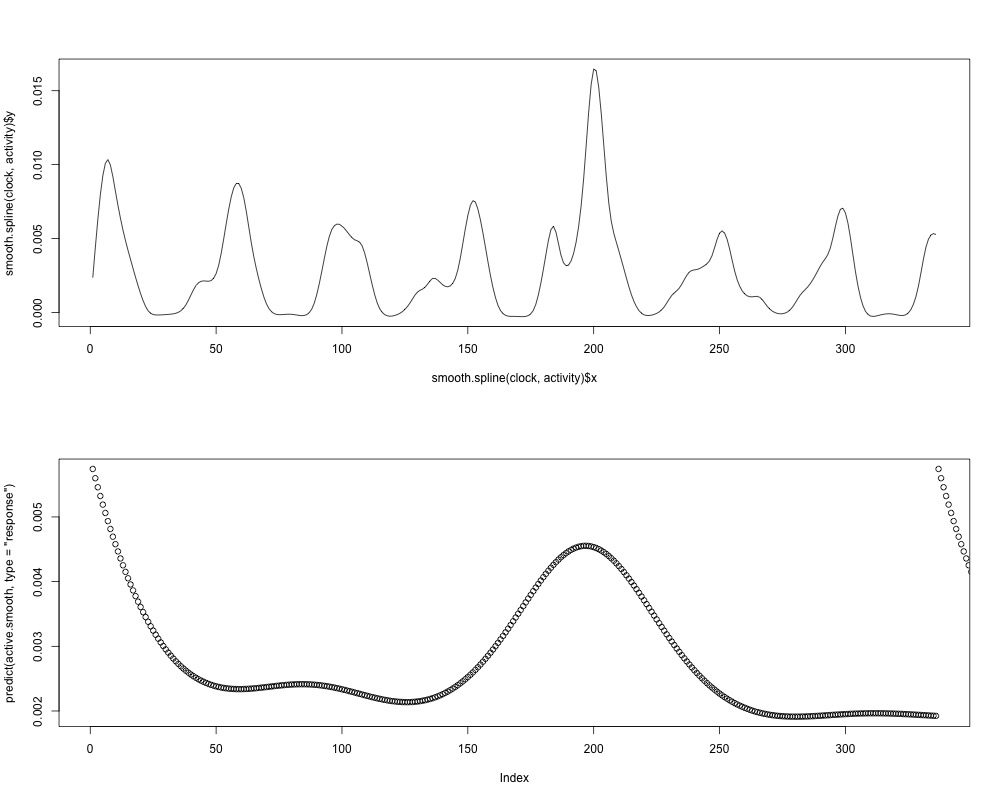 smooth.spline(clock, activity)$y
0.015
0.010
0.005
0.000
0 50 100 150 200 250 300
smooth.spline(clock, activity)$x
predict(active.smooth, type = "response")
0.005
0.004
0.003
0.002
0 50 100 150 200 250 300
Index